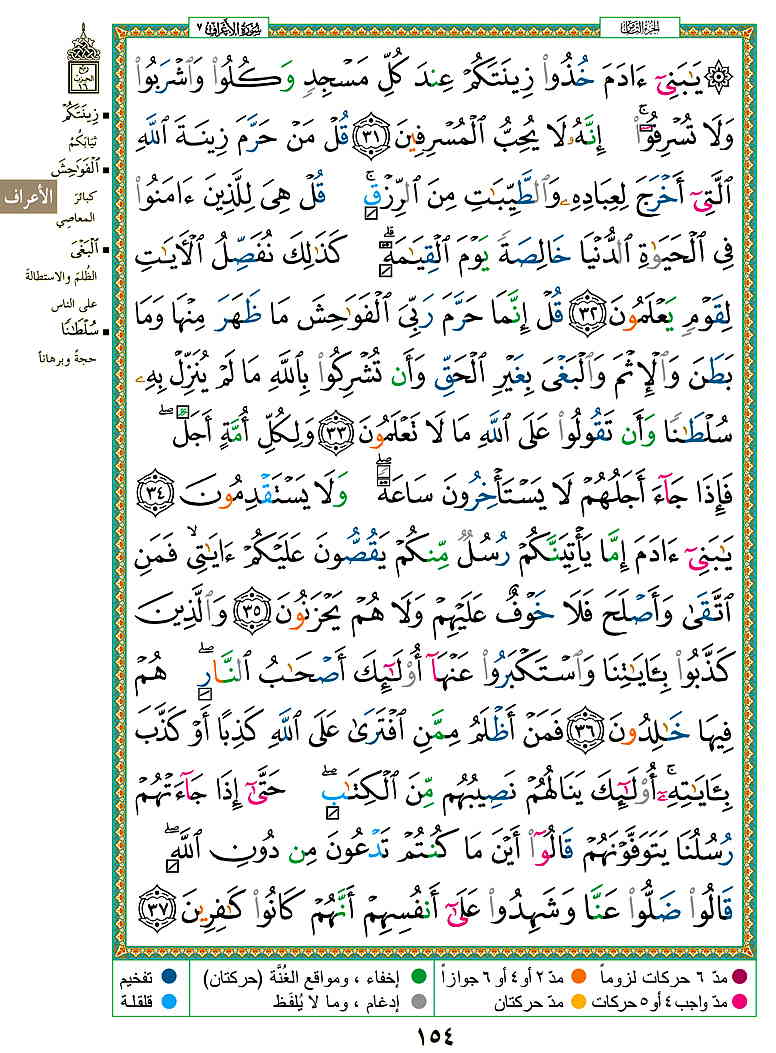 سورة الأعراف ٧
الجزء الثامن
۞ يَـٰبَنِىٓ ءَادَمَ خُذُوا۟ زِينَتَكُمْ عِندَ كُلِّ مَسْجِدٍۢ وَكُلُوا۟ وَٱشْرَبُوا۟
وَلَا تُسْرِفُوٓا۟ ۚ إِنَّهُۥ لَا يُحِبُّ ٱلْمُسْرِفِينَ ٣١ قُلْ مَنْ حَرَّمَ زِينَةَ ٱللَّهِ
ٱلَّتِىٓ أَخْرَجَ لِعِبَادِهِۦ وَٱلطَّيِّبَـٰتِ مِنَ ٱلرِّزْقِ ۚ قُلْ هِىَ لِلَّذِينَ ءَامَنُوا۟
فِى ٱلْحَيَوٰةِ ٱلدُّنْيَا خَالِصَةًۭ يَوْمَ ٱلْقِيَـٰمَةِ ۗ كَذَٰلِكَ نُفَصِّلُ ٱلْـَٔايَـٰتِ
لِقَوْمٍۢ يَعْلَمُونَ ٣٢ قُلْ إِنَّمَا حَرَّمَ رَبِّىَ ٱلْفَوَٰحِشَ مَا ظَهَرَ مِنْهَا وَمَا
بَطَنَ وَٱلْإِثْمَ وَٱلْبَغْىَ بِغَيْرِ ٱلْحَقِّ وَأَن تُشْرِكُوا۟ بِٱللَّهِ مَا لَمْ يُنَزِّلْ بِهِۦ
سُلْطَـٰنًۭا وَأَن تَقُولُوا۟ عَلَى ٱللَّهِ مَا لَا تَعْلَمُونَ ٣٣ وَلِكُلِّ أُمَّةٍ أَجَلٌۭ ۖ
فَإِذَا جَآءَ أَجَلُهُمْ لَا يَسْتَأْخِرُونَ سَاعَةًۭ ۖ وَلَا يَسْتَقْدِمُونَ ٣٤
يَـٰبَنِىٓ ءَادَمَ إِمَّا يَأْتِيَنَّكُمْ رُسُلٌۭ مِّنكُمْ يَقُصُّونَ عَلَيْكُمْ ءَايَـٰتِى ۙ فَمَنِ
ٱتَّقَىٰ وَأَصْلَحَ فَلَا خَوْفٌ عَلَيْهِمْ وَلَا هُمْ يَحْزَنُونَ ٣٥ وَٱلَّذِينَ
كَذَّبُوا۟ بِـَٔايَـٰتِنَا وَٱسْتَكْبَرُوا۟ عَنْهَآ أُو۟لَـٰٓئِكَ أَصْحَـٰبُ ٱلنَّارِ ۖ هُمْ
فِيهَا خَـٰلِدُونَ ٣٦ فَمَنْ أَظْلَمُ مِمَّنِ ٱفْتَرَىٰ عَلَى ٱللَّهِ كَذِبًا أَوْ كَذَّبَ
بِـَٔايَـٰتِهِۦٓ ۚ أُو۟لَـٰٓئِكَ يَنَالُهُمْ نَصِيبُهُم مِّنَ ٱلْكِتَـٰبِ ۖ حَتَّىٰٓ إِذَا جَآءَتْهُمْ
رُسُلُنَا يَتَوَفَّوْنَهُمْ قَالُوٓا۟ أَيْنَ مَا كُنتُمْ تَدْعُونَ مِن دُونِ ٱللَّهِ ۖ
قَالُوا۟ ضَلُّوا۟ عَنَّا وَشَهِدُوا۟ عَلَىٰٓ أَنفُسِهِمْ أَنَّهُمْ كَانُوا۟ كَـٰفِرِينَ ٣٧
ربع
الحزب
١٦
زِينَتَكُمْ
ثيابكُمْ
ٱلْفَوَٰحِشَ
كبائرَ
المعاصِي
ٱلْبَغْىَ
الظُّلمَ والاستطالةَ
على الناس
سُلْطَـٰنًا
حجةً وبرهاناً
الأعراف
مدّ ٦ حركات لزوماً مدّ ٢ أو ٤ أو ٦ جوازاً إخفاء ، ومواقع الغُنَّة (حركتان) تفخيم
مدّ واجب ٤ أو ٥ حركات مدّ حركتان إدغام ، وما لا يُلفَظ قلقلة
١٥٤